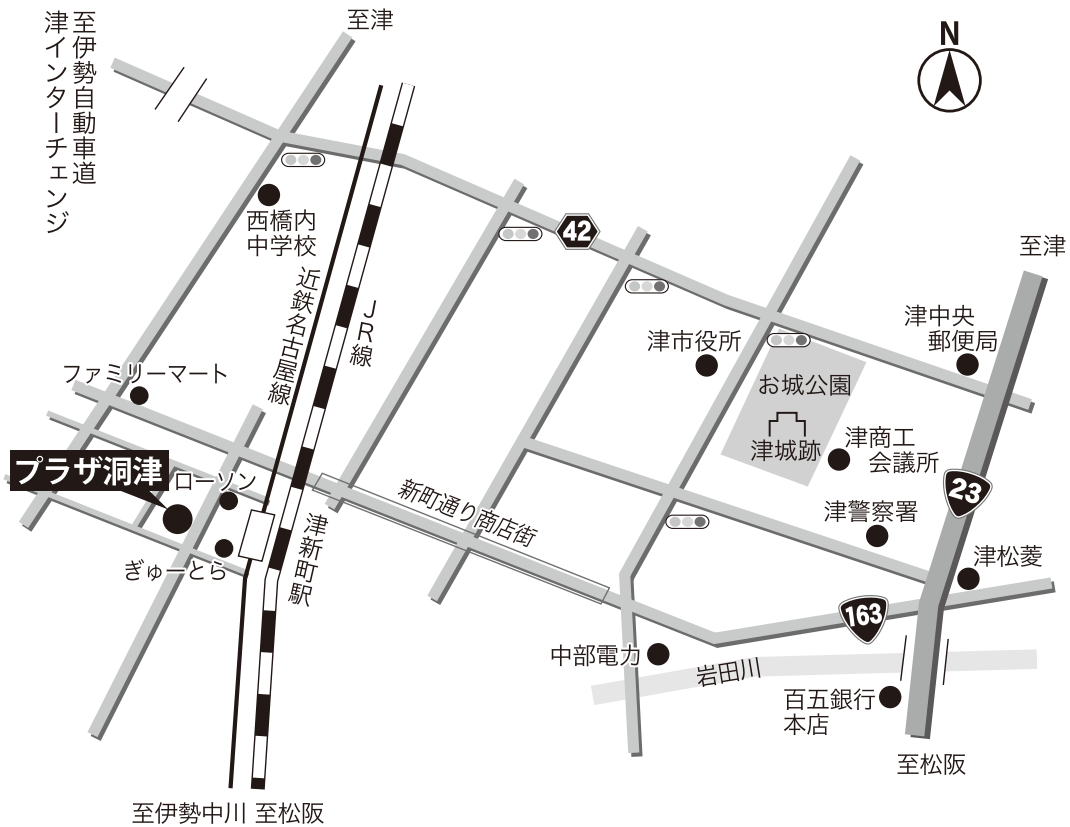 至伊勢自動車道
津インターチェンジ
至津
N
西橋内
中学校
42
至津
近鉄名古屋線
JR線
津中央
郵便局
津市役所
ファミリーマート
お城公園
津城跡
津商工
会議所
プラザ洞津
ローソン
新町通り商店街
23
津警察署
津新町駅
ぎゅーとら
津松菱
163
中部電力
岩田川
百五銀行
本店
至松阪
至伊勢中川
至松阪